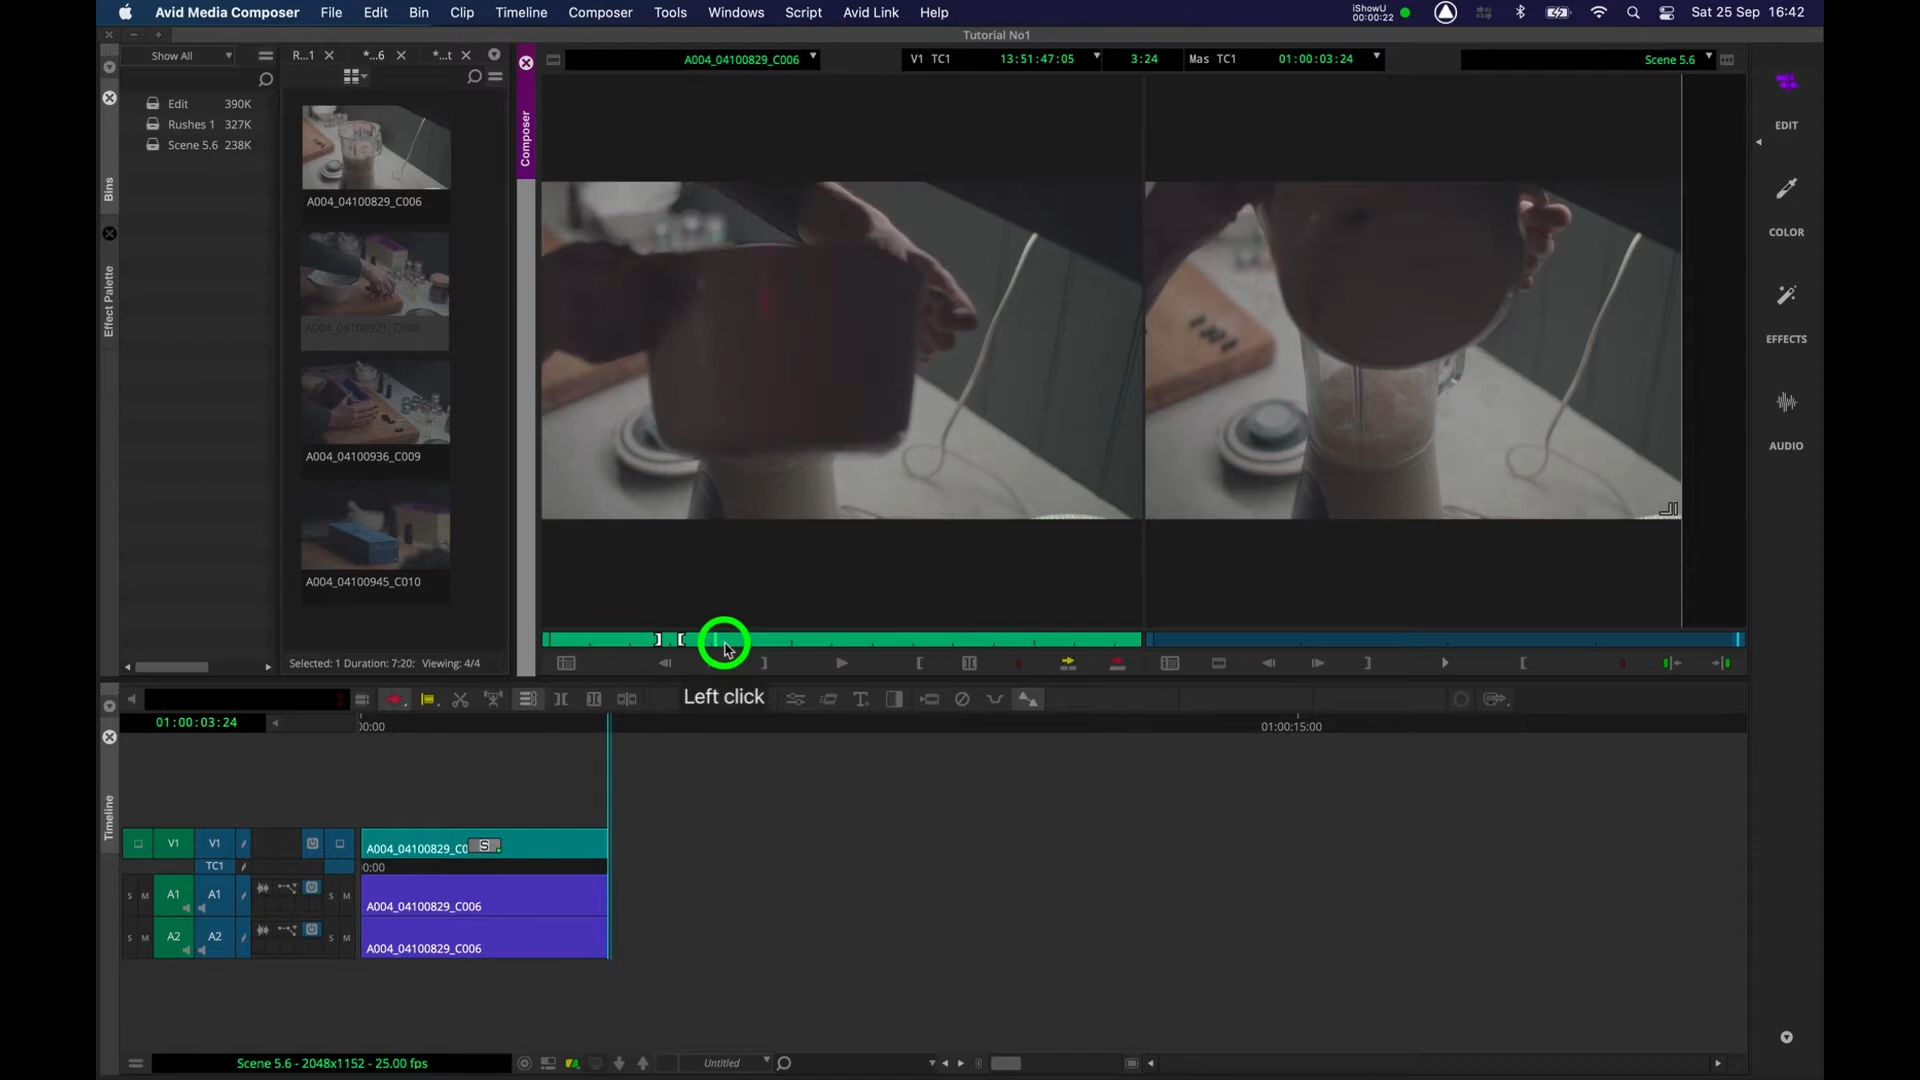 Avid Media Composer File Edit Bin Clip Timeline Composer Tools Windows Script Avid Link Help
iShowU
00:00:22
Sat 25 Sep 16:42
Tutorial No1
Show All
R...1
*...6
*...t
A004_04100829_C006
V1 TC1
13:51:47:05
3:24
Mas TC1
01:00:03:24
Scene 5.6
Edit 390K
Rushes 1 327K
Scene 5.6 238K
Bins
Effect Palette
A004_04100829_C006
A004_04100921_C008
A004_04100936_C009
A004_04100945_C010
Selected: 1 Duration: 7:20: Viewing: 4/4
Composer
EDIT
COLOR
EFFECTS
AUDIO
Left click
01:00:03:24
00:00
01:00:15:00
Timeline
V1 V1
A004_04100829_C0
S
TC1
0:00
S M A1 A1 S M
A004_04100829_C006
S M A2 A2 S M
A004_04100829_C006
Scene 5.6 - 2048x1152 - 25.00 fps
Untitled